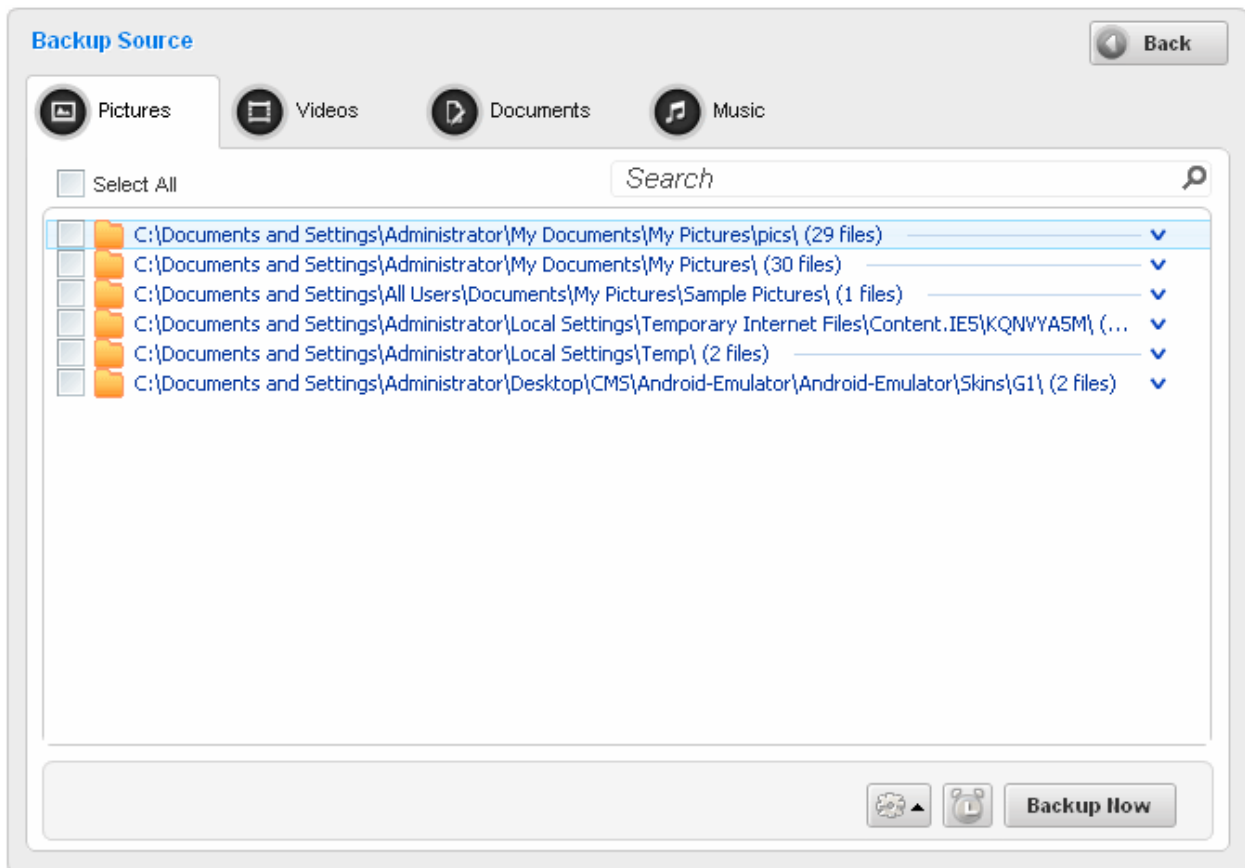 Backup Source
Back
Pictures
Videos
Documents
Music
Select All
Search
C:\Documents and Settings\Administrator\My Documents\My Pictures\pics\ (29 files)
C:\Documents and Settings\Administrator\My Documents\My Pictures\ (30 files)
C:\Documents and Settings\All Users\Documents\My Pictures\Sample Pictures\ (1 files)
C:\Documents and Settings\Administrator\Local Settings\Temporary Internet Files\Content.IE5\KQNVYA5M\ (...
C:\Documents and Settings\Administrator\Local Settings\Temp\ (2 files)
C:\Documents and Settings\Administrator\Desktop\CMS\Android-Emulator\Android-Emulator\Skins\G1\ (2 files)
Backup Now